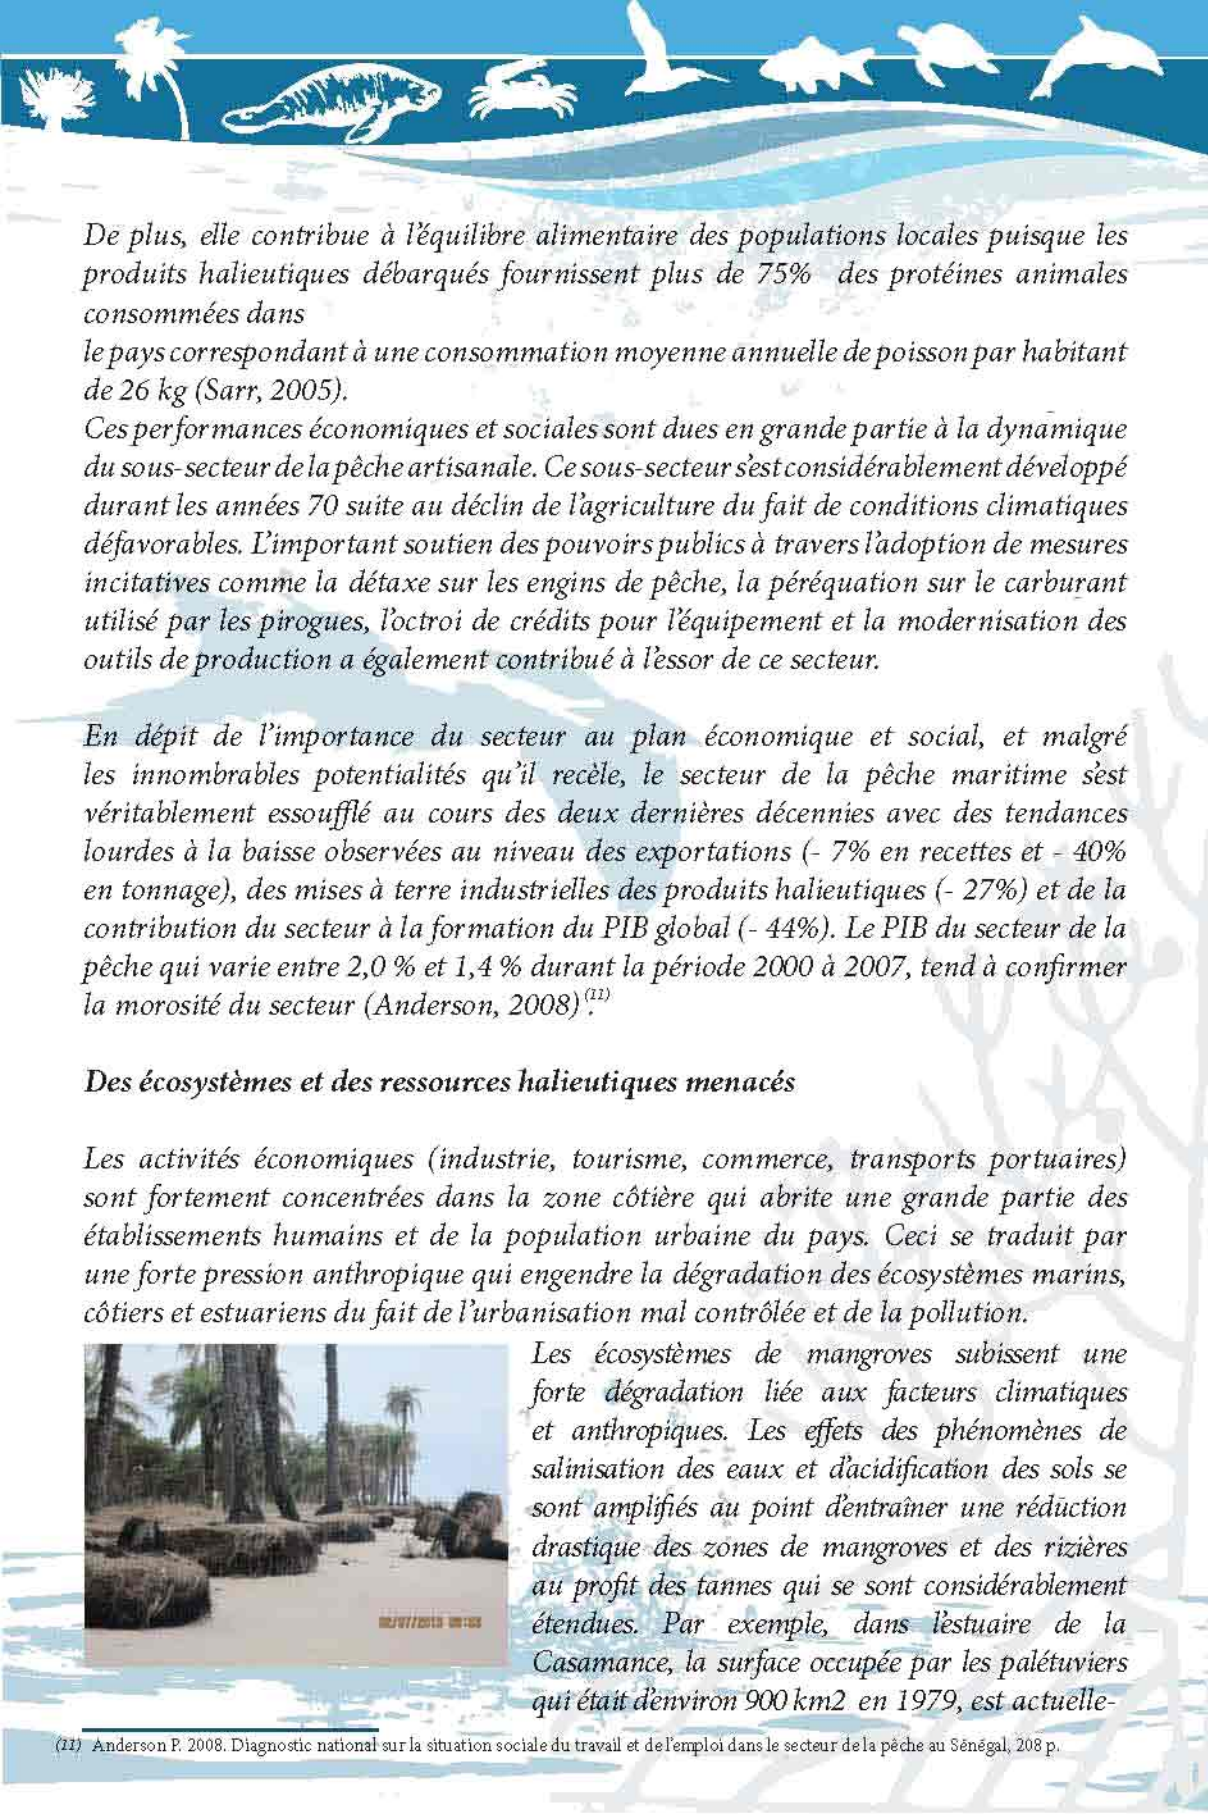 De plus, elle contribue à l'équilibre alimentaire des populations locales puisque les
produits halieutiques débarqués fournissent plus de 75% des protéines animales
consommées dans
le pays correspondant à une consommation moyenne annuelle de poisson par habitant
de 26 kg (Sarr, 2005).
Ces performances économiques et sociales sont dues en grande partie à la dynamique
du sous-secteur de la pêche artisanale. Ce sous-secteur s'est considérablement développé
durant les années 70 suite au déclin de l'agriculture du fait de conditions climatiques
défavorables. L'important soutien des pouvoirs publics à travers l'adoption de mesures
incitatives comme la détaxe sur les engins de pêche, la péréquation sur le carburant
utilisé par les pirogues, l'octroi de crédits pour l'équipement et la modernisation des
outils de production a également contribué à l'essor de ce secteur.
En dépit de l'importance du secteur au plan économique et social, et malgré
les innombrables potentialités qu'il recèle, le secteur de la pêche maritime s'est
véritablement essoufflé au cours des deux dernières décennies avec des tendances
lourdes à la baisse observées au niveau des exportations (- 7% en recettes et - 40%
en tonnage), des mises à terre industrielles des produits halieutiques (- 27%) et de la
contribution du secteur à la formation du PIB global (- 44%). Le PIB du secteur de la
pêche qui varie entre 2,0 % et 1,4 % durant la période 2000 à 2007, tend à confirmer
la morosité du secteur (Anderson, 2008)(11).
Des écosystèmes et des ressources halieutiques menacés
Les activités économiques (industrie, tourisme, commerce, transports portuaires)
sont fortement concentrées dans la zone côtière qui abrite une grande partie des
établissements humains et de la population urbaine du pays. Ceci se traduit par
une forte pression anthropique qui engendre la dégradation des écosystèmes marins,
côtiers et estuariens du fait de l'urbanisation mal contrôlée et de la pollution.
Les écosystèmes de mangroves subissent une
forte dégradation liée aux facteurs climatiques
et anthropiques. Les effets des phénomènes de
salinisation des eaux et d'acidification des sols se
sont amplifiés au point d'entraîner une réduction
drastique des zones de mangroves et des rizières
au profit des tannes qui se sont considérablement
étendues. Par exemple, dans l'estuaire de la
Casamance, la surface occupée par les palétuviers
qui était d'environ 900 km2 en 1979, est actuelle-
(11) Anderson P. 2008. Diagnostic national sur la situation sociale du travail et de l'emploi dans le secteur de la pêche au Sénégal, 208 p.